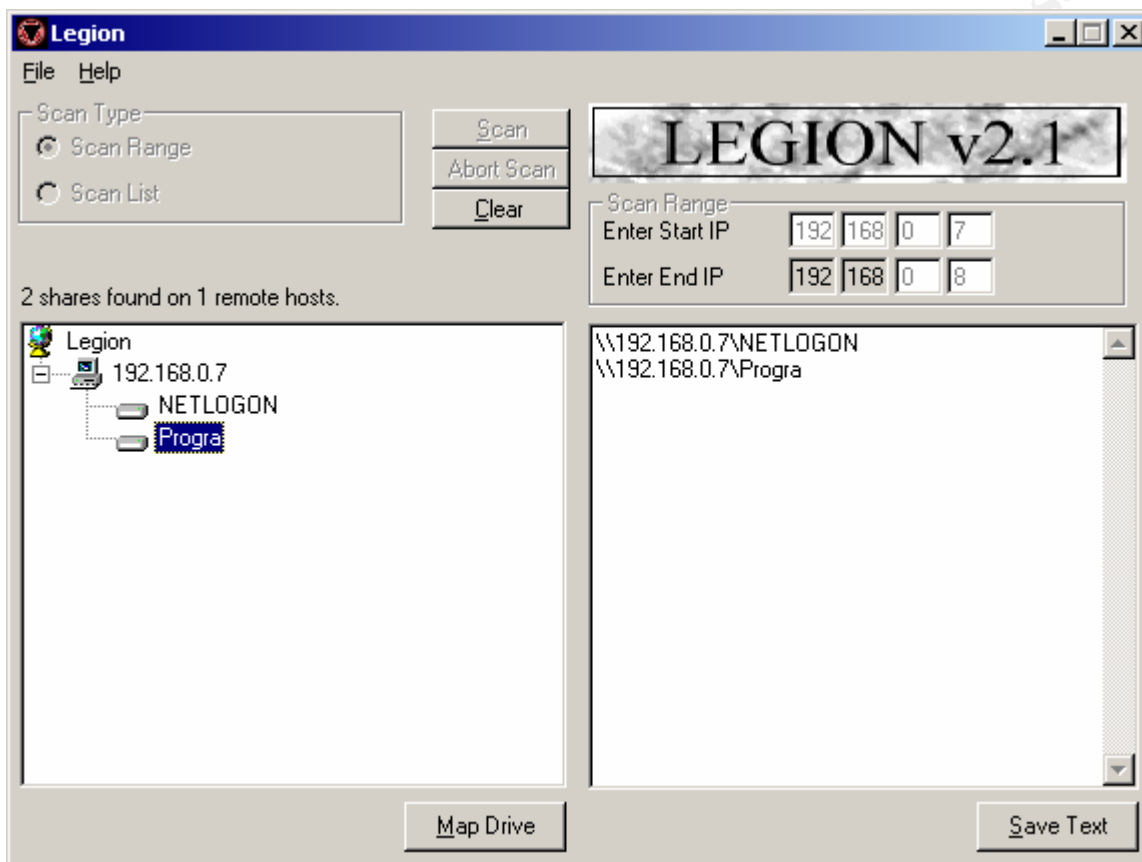 Legion
File Help
Scan Type
Scan Range
Scan List
Scan
Abort Scan
Clear
LEGION v2.1
Scan Range
Enter Start IP 192 168 0 7
Enter End IP 192 168 0 8
2 shares found on 1 remote hosts.
Legion
192.168.0.7
NETLOGON
Progra
\\192.168.0.7\NETLOGON
\\192.168.0.7\Progra
Map Drive
Save Text